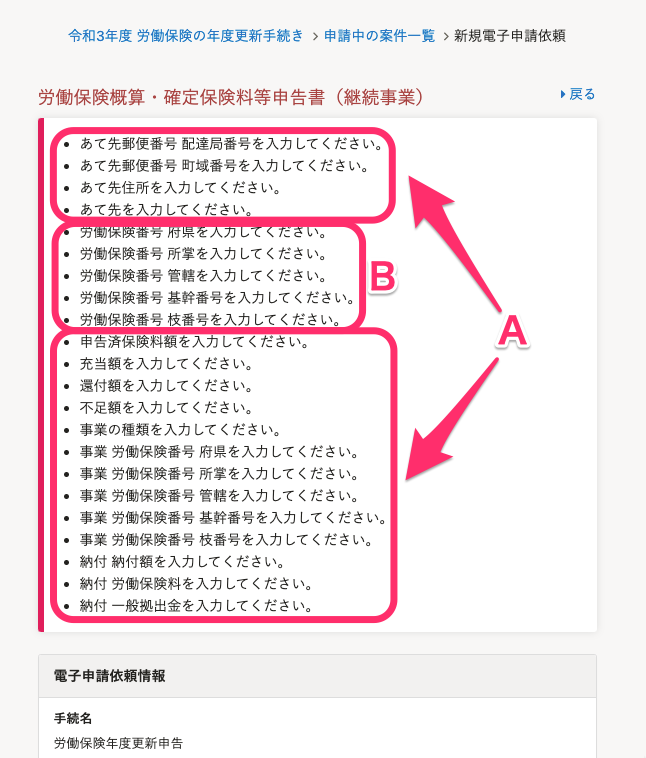 令和3年度 労働保険の年度更新手続き > 申請中の案件一覧 > 新規電子申請依頼
労働保険概算・確定保険料等申告書（継続事業）
戻る
あて先郵便番号 配達局番号を入力してください。
あて先郵便番号 町域番号を入力してください。
あて先住所を入力してください。
あて先を入力してください。
労働保険番号 府県を入力してください。
労働保険番号 所掌を入力してください。
労働保険番号 管轄を入力してください。
労働保険番号 基幹番号を入力してください。
労働保険番号 枝番号を入力してください。
B
A
申告済保険料額を入力してください。
充当額を入力してください。
還付額を入力してください。
不足額を入力してください。
事業の種類を入力してください。
事業 労働保険番号 府県を入力してください。
事業 労働保険番号 所掌を入力してください。
事業 労働保険番号 管轄を入力してください。
事業 労働保険番号 基幹番号を入力してください。
事業 労働保険番号 枝番号を入力してください。
納付 納付額を入力してください。
納付 労働保険料を入力してください。
納付 一般拠出金を入力してください。
電子申請依頼情報
手続名
労働保険年度更新申告